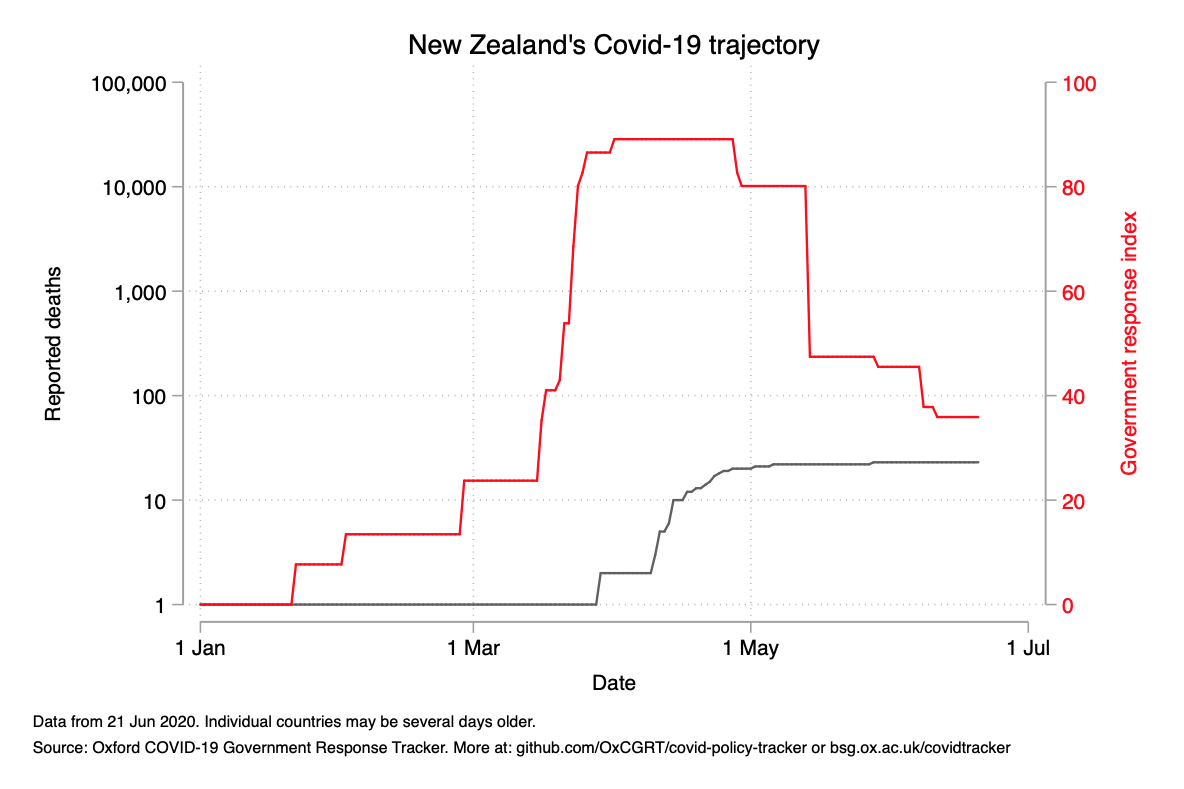 New Zealand's Covid-19 trajectory
100,000
10,000
1,000
100
10
1
Reported deaths
100
80
60
40
20
0
Government response index
1 Jan
1 Mar
1 May
1 Jul
Date
Data from 21 Jun 2020. Individual countries may be several days older.
Source: Oxford COVID-19 Government Response Tracker. More at: github.com/OxCGRT/covid-policy-tracker or bsg.ox.ac.uk/covidtracker